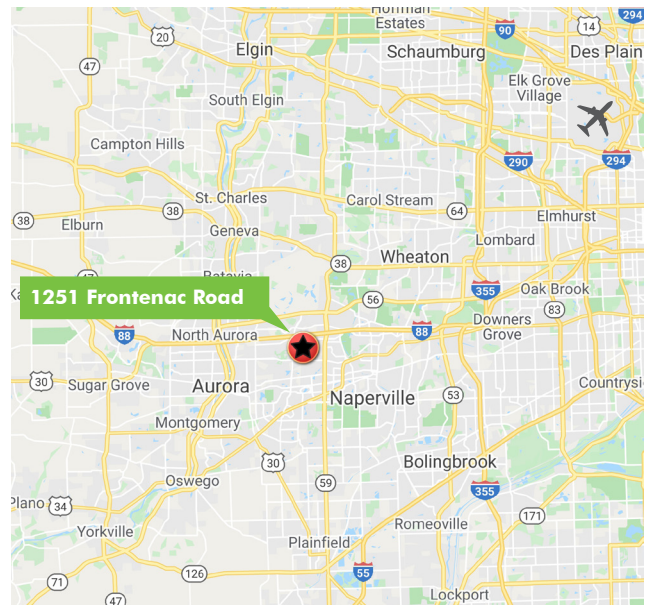 Hoffman
Estates
294
20
90
14
Elgin
Schaumburg
Des Plain
47
Elk Grove
Village
South Elgin
Campton Hills
290
294
St. Charles
Carol Stream
38
38
64
Elburn
Geneva
Elmhurst
Lombard
38
Wheaton
Batavia
47
355
Oak Brook
1251 Frontenac Road
56
83
88
North Aurora
88
Downers
Grove
30
Sugar Grove
Aurora
Countrysi
53
Naperville
Montgomery
30
Bolingbrook
Oswego
59
355
Plano
34
171
Yorkville
Romeoville
Plainfield
126
55
71
47
Lockport